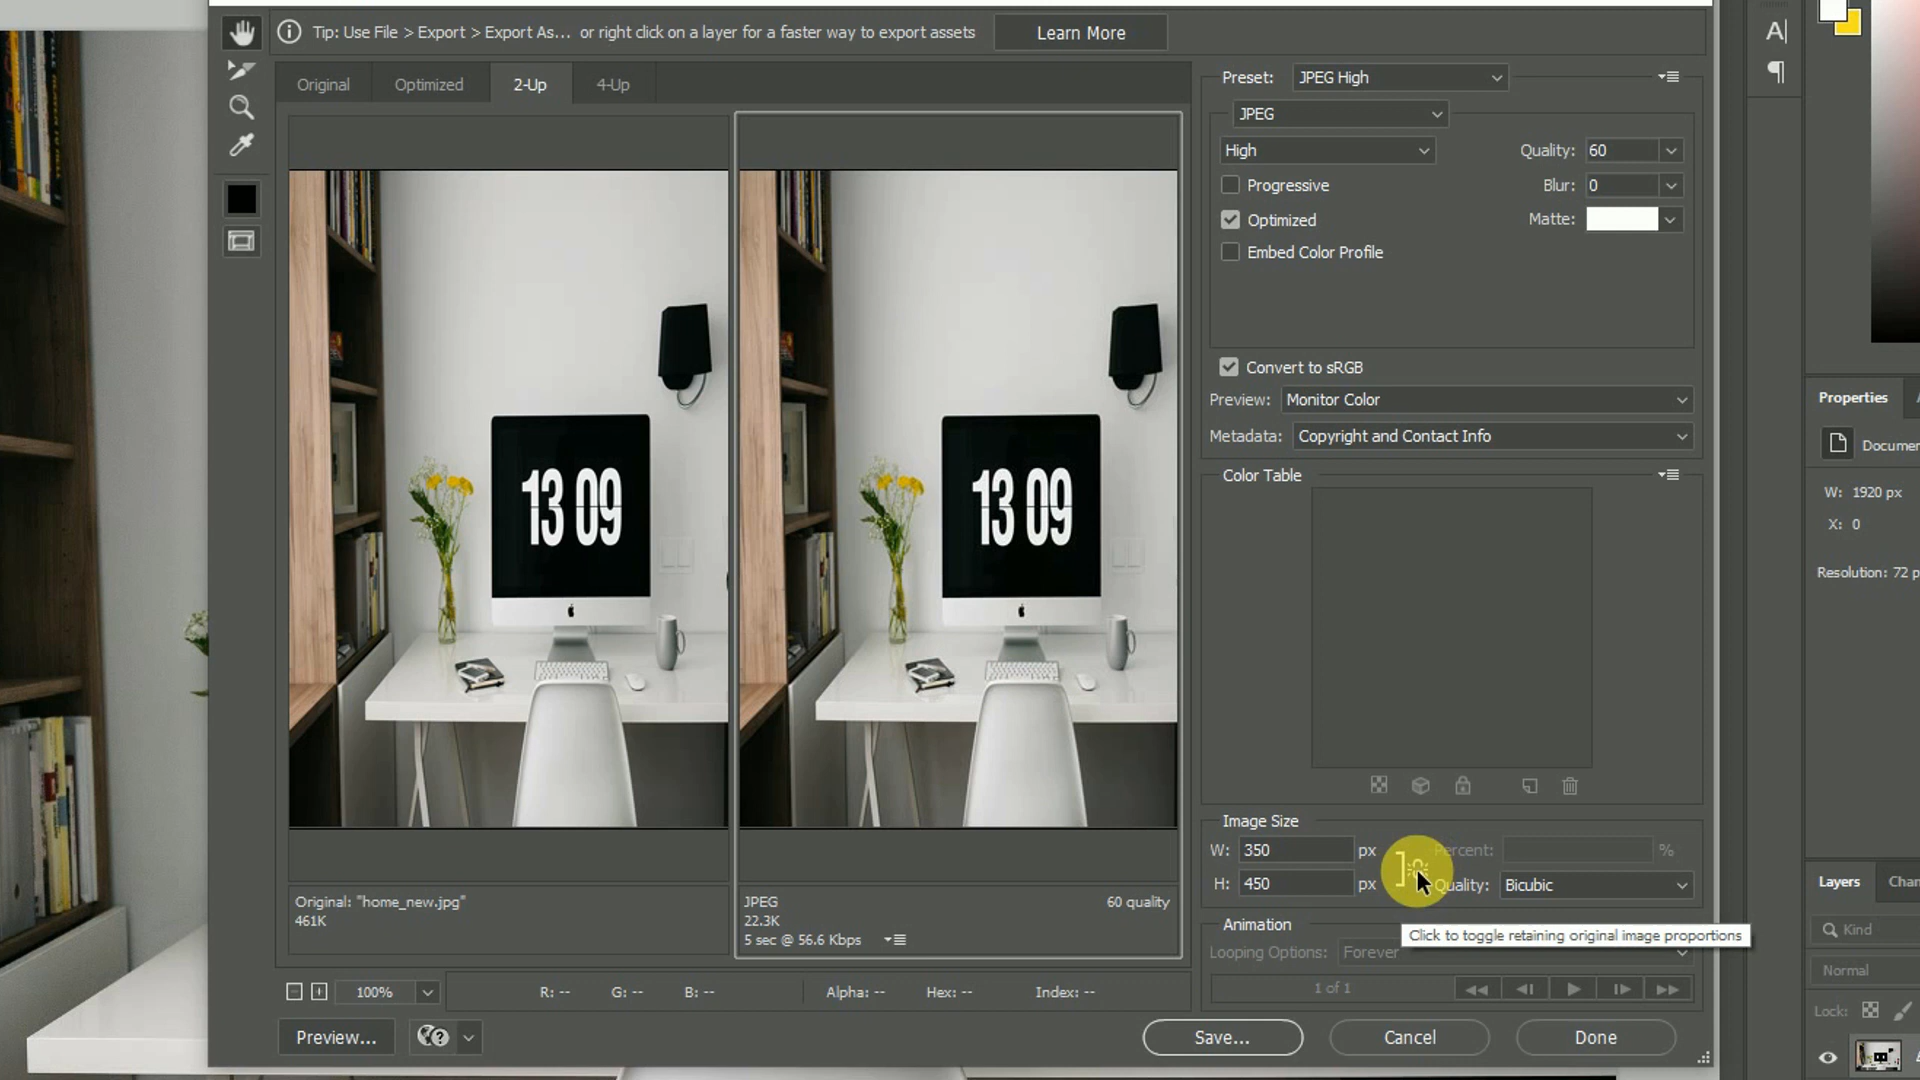 Tip: Use File > Export > Export As... or right click on a layer for a faster way to export assets
Learn More
Original
Optimized
2-Up
4-Up
Preset: JPEG High
JPEG
High
Quality: 60
Progressive
Blur: 0
Optimized
Matte:
Embed Color Profile
Convert to sRGB
Preview: Monitor Color
Metadata: Copyright and Contact Info
Color Table
13 09
13 09
Image Size
W: 350 px
Percent: %
H: 450 px
Quality: Bicubic
Original: "home_new.jpg"
461K
JPEG
60 quality
22.3K
5 sec @ 56.6 Kbps
Animation
Click to toggle retaining original image proportions
Looping Options: Forever
1 of 1
100%
R: --
G: --
B: --
Alpha: --
Hex: --
Index: --
Preview...
Save...
Cancel
Done
A
Properties
Documen
W: 1920 px
X: 0
Resolution: 72 p
Layers
Chan
Kind
Normal
Lock: